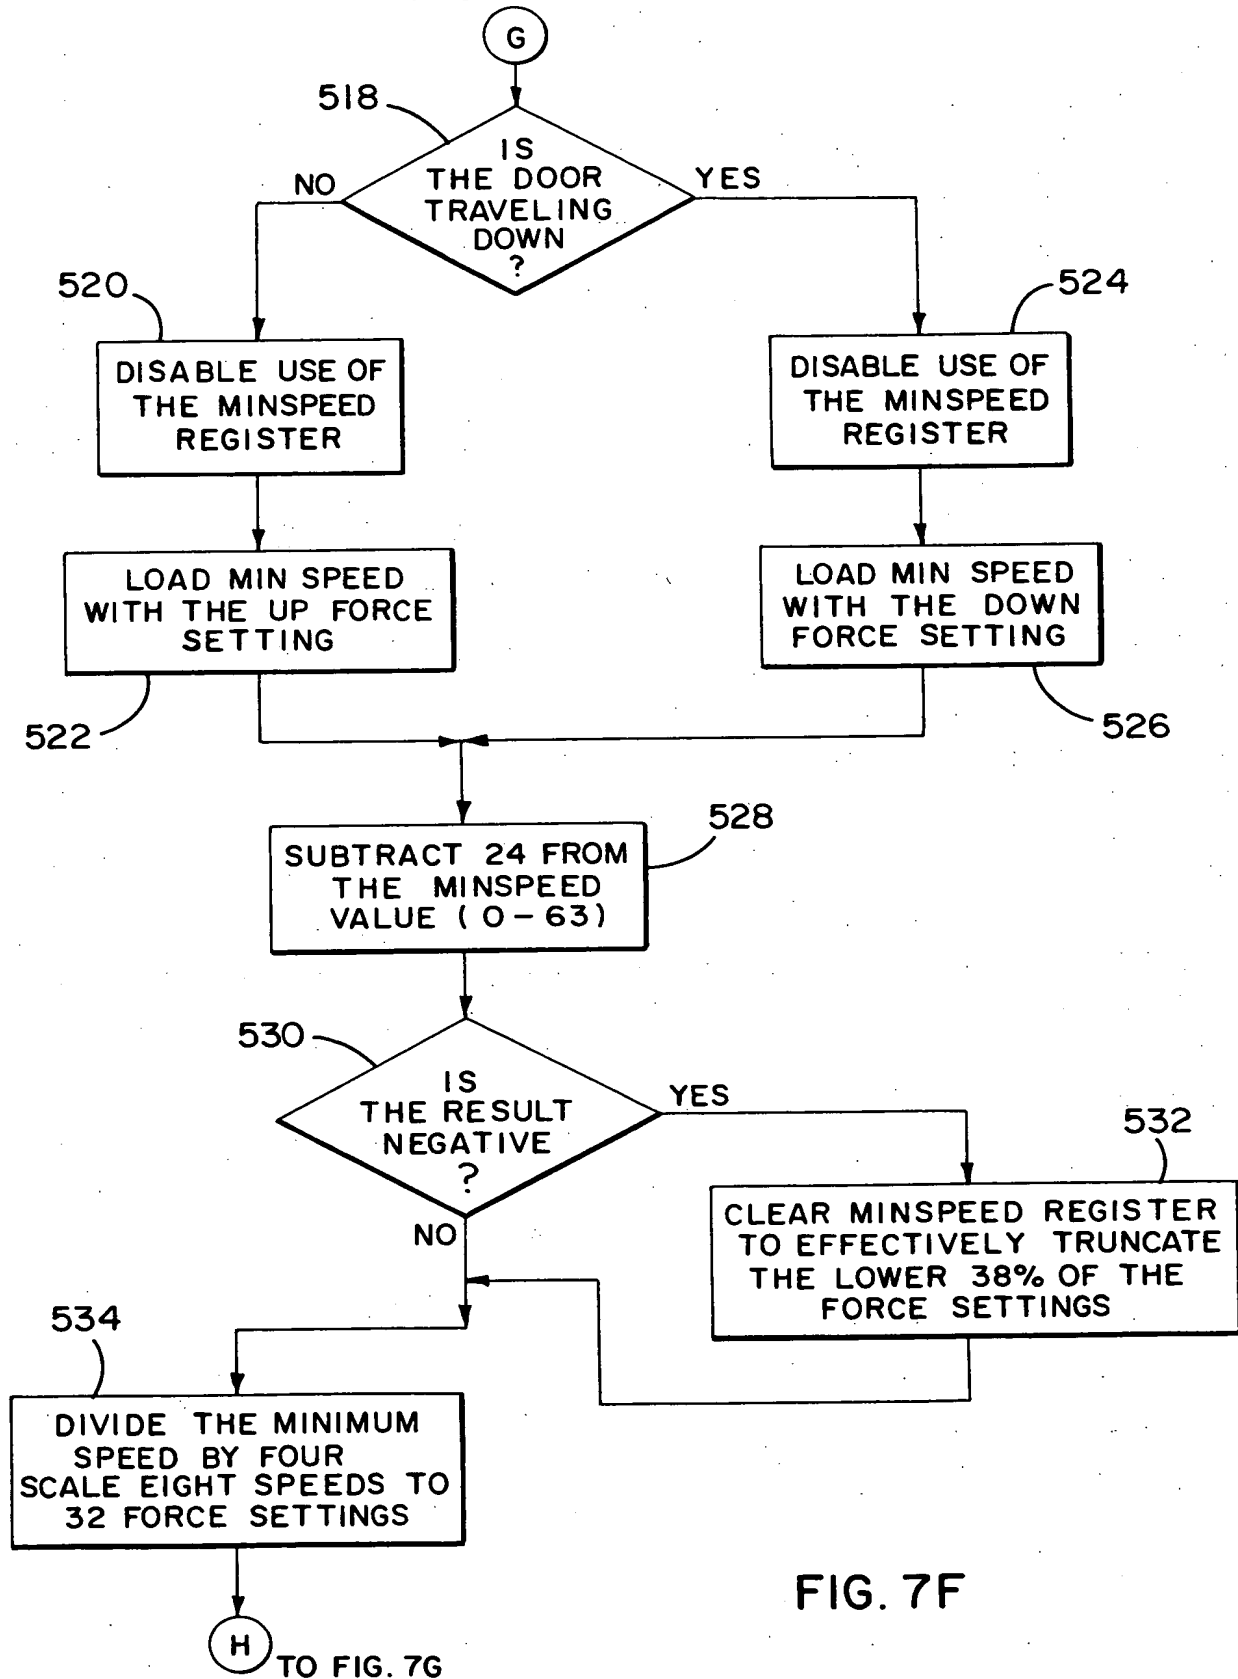 G
518
IS
THE DOOR
TRAVELING
DOWN
?
NO
YES
520
DISABLE USE OF
THE MINSPEED
REGISTER
524
DISABLE USE OF
THE MINSPEED
REGISTER
LOAD MIN SPEED
WITH THE UP FORCE
SETTING
522
LOAD MIN SPEED
WITH THE DOWN
FORCE SETTING
526
528
SUBTRACT 24 FROM
THE MINSPEED
VALUE (0-63)
530
IS
THE RESULT
NEGATIVE
?
YES
NO
532
CLEAR MINSPEED REGISTER
TO EFFECTIVELY TRUNCATE
THE LOWER 38% OF THE
FORCE SETTINGS
534
DIVIDE THE MINIMUM
SPEED BY FOUR
SCALE EIGHT SPEEDS TO
32 FORCE SETTINGS
H
TO FIG. 7G
FIG. 7F